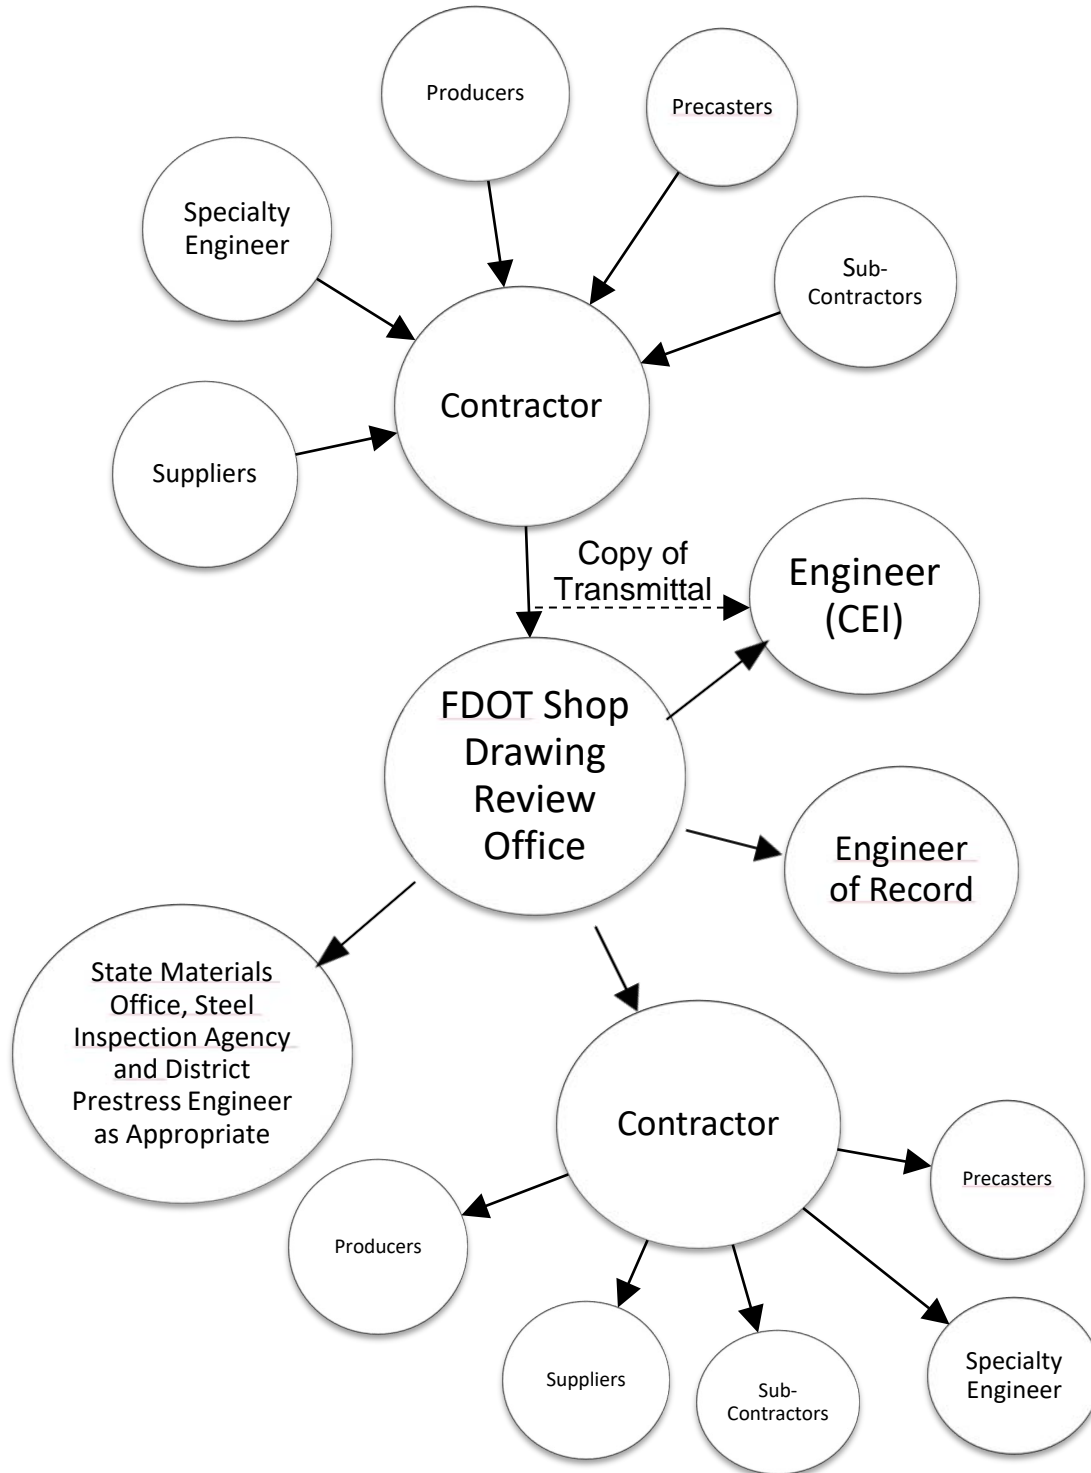 Producers
Precasters
Specialty
Engineer
Sub-
Contractors
Contractor
Suppliers
Copy of
Transmittal
Engineer
(CEI)
FDOT Shop
Drawing
Review
Office
Engineer
of Record
State Materials
Office, Steel
Inspection Agency
and District
Prestress Engineer
as Appropriate
Contractor
Precasters
Producers
Suppliers
Sub-
Contractors
Specialty
Engineer